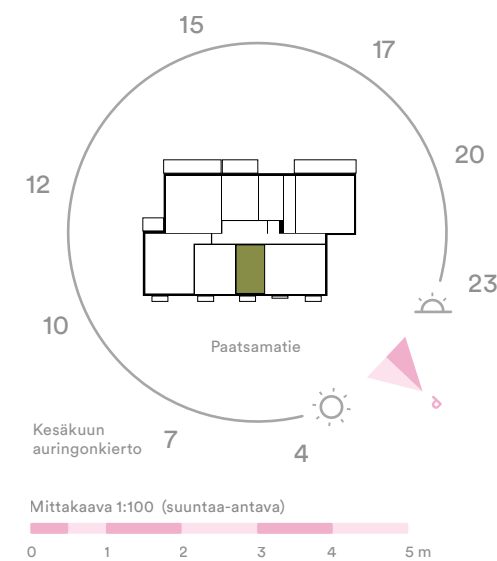 15
17
20
12
23
10
Paatsamatie
P
Kesäkuun
auringonkierto
7
4
Mittakaava 1:100 (suuntaa-antava)
0 1 2 3 4 5 m